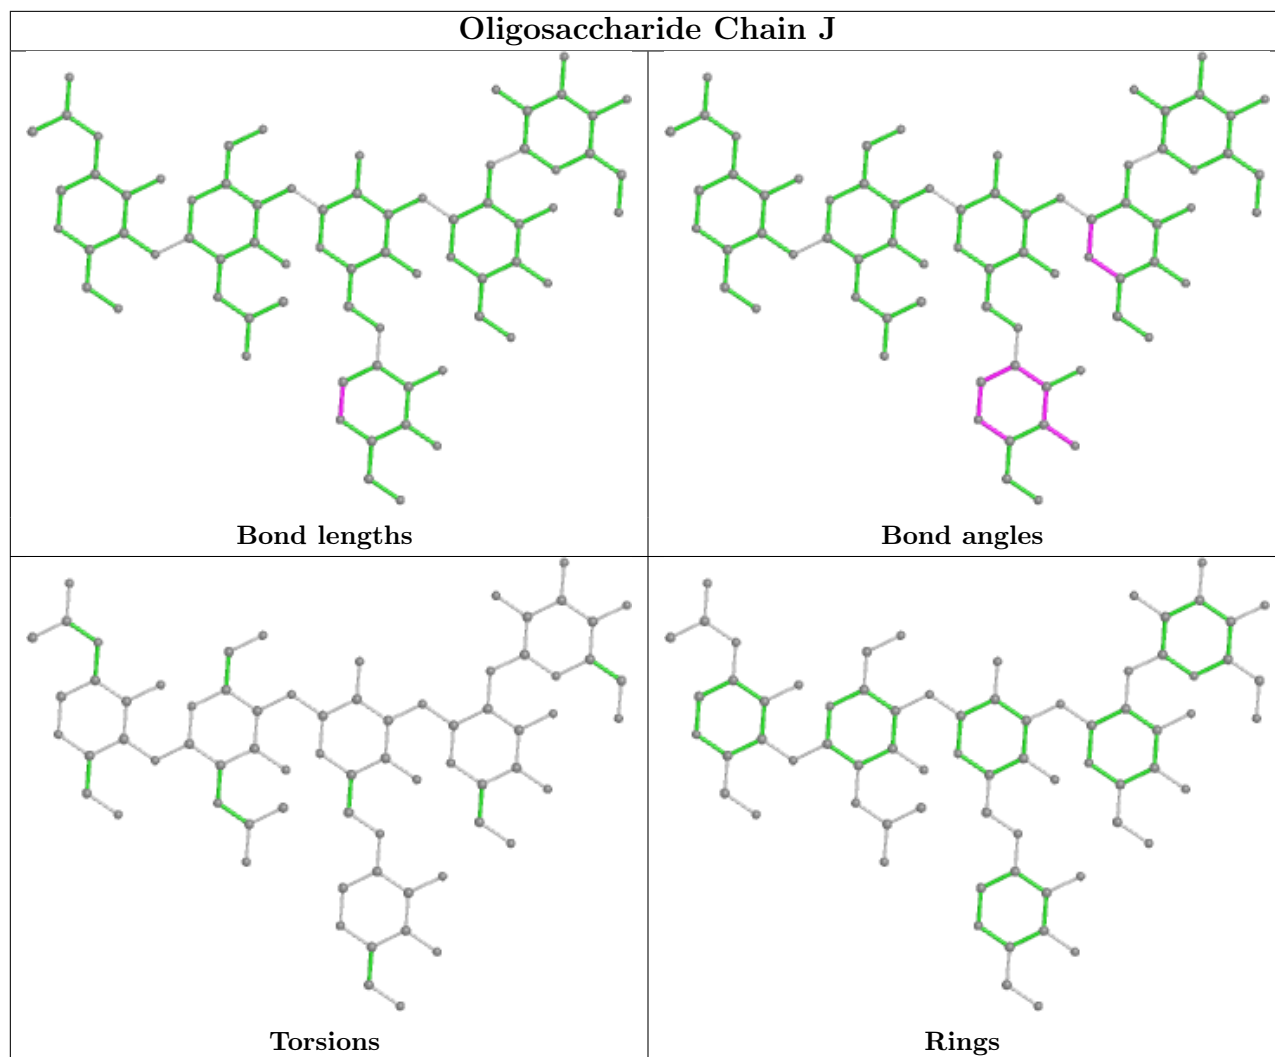 Oligosaccharide Chain J
Bond lengths
Bond angles
Torsions
Rings